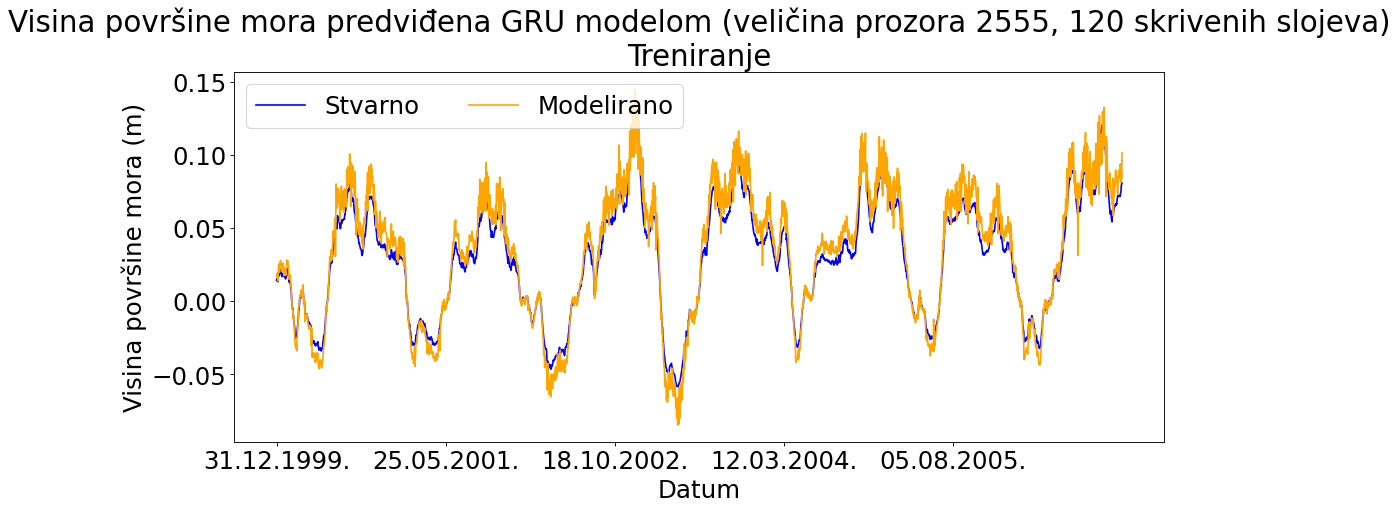 Visina površine mora predviđena GRU modelom (veličina prozora 2555, 120 skrivenih slojeva)
Treniranje
Stvarno Modelirano
Visina površine mora (m)
0.15
0.10
0.05
0.00
−0.05
31.12.1999. 25.05.2001. 18.10.2002. 12.03.2004. 05.08.2005.
Datum